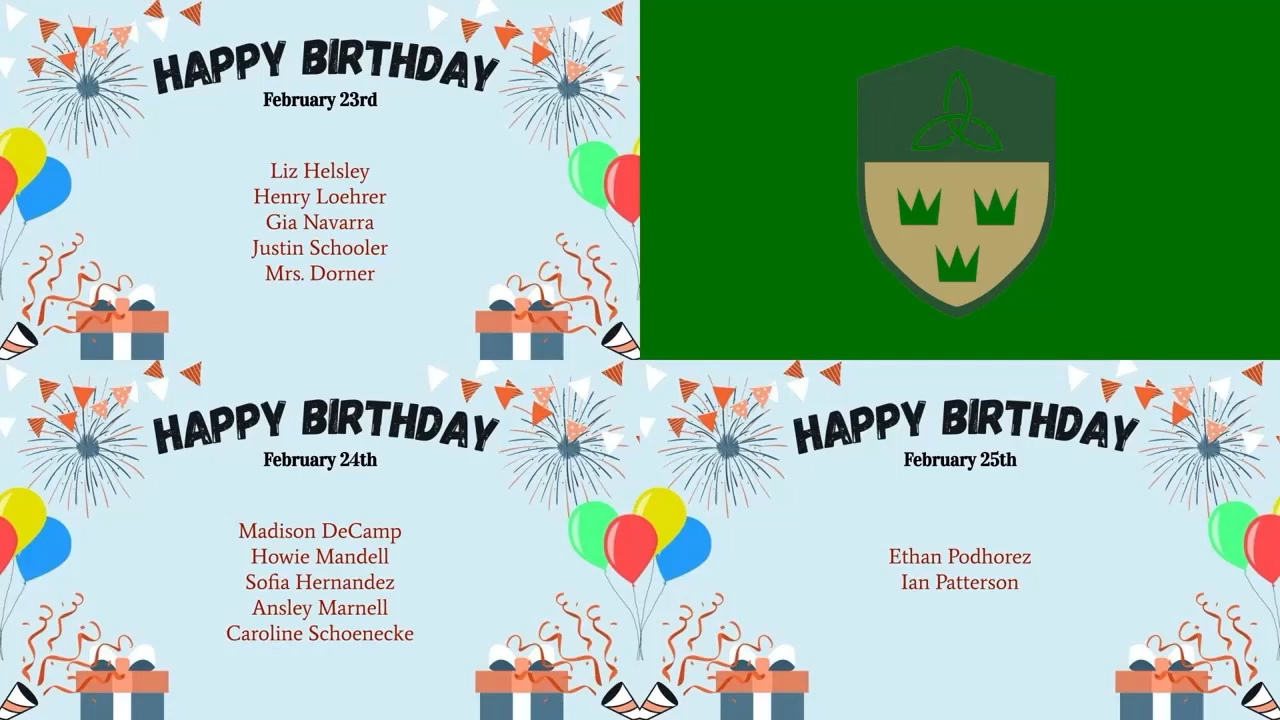 HAPPY BIRTHDAY
February 23rd
Liz Helsley
Henry Loehrer
Gia Navarra
Justin Schooler
Mrs. Dorner
HAPPY BIRTHDAY
February 24th
Madison DeCamp
Howie Mandell
Sofia Hernandez
Ansley Marnell
Caroline Schoenecke
HAPPY BIRTHDAY
February 25th
Ethan Podhorez
Ian Patterson